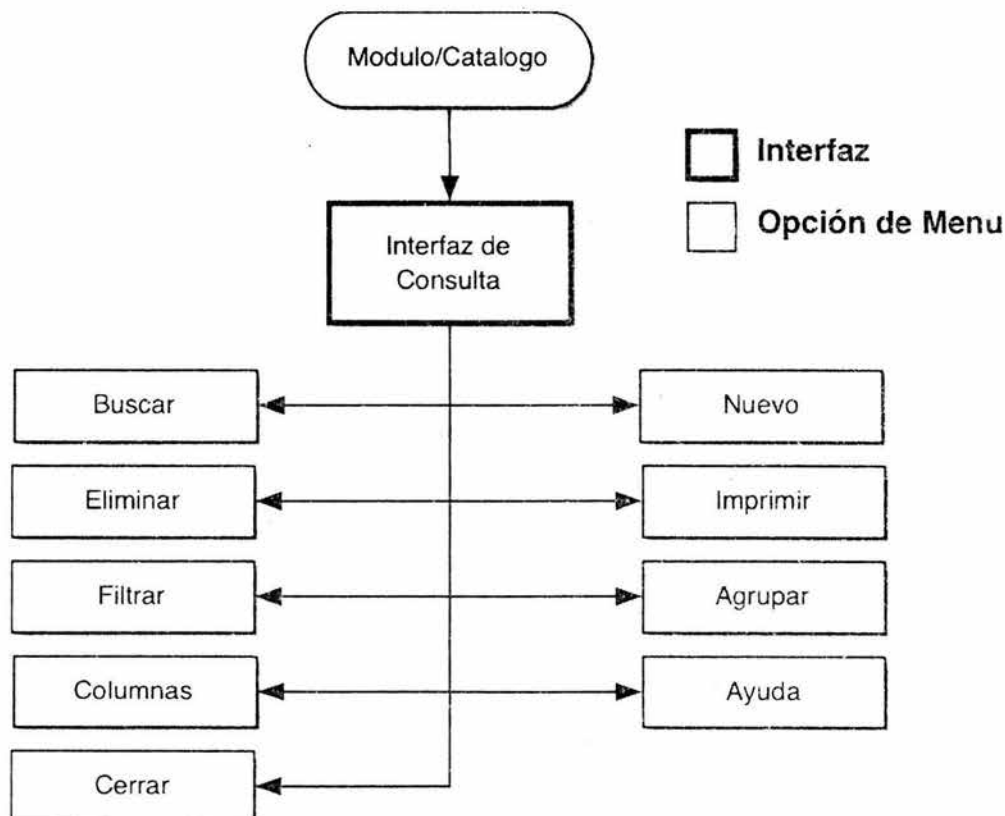 Modulo/Catalogo
Interfaz
Opción de Menu
Interfaz de
Consulta
Buscar
Nuevo
Eliminar
Imprimir
Filtrar
Agrupar
Columnas
Ayuda
Cerrar